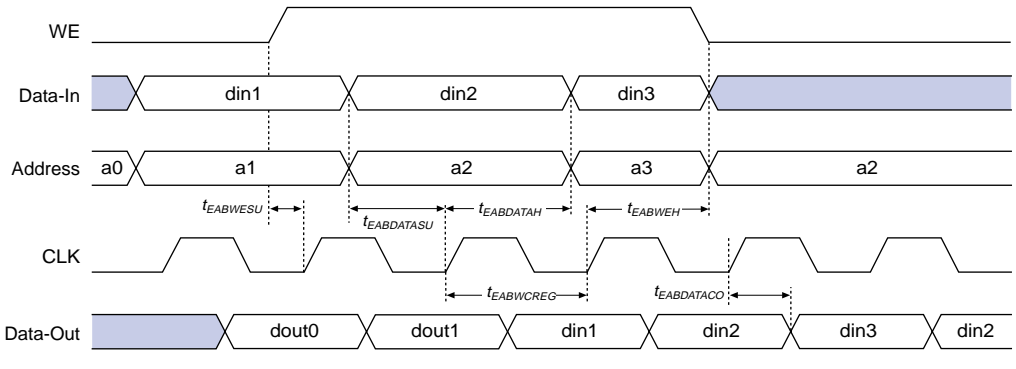 WE
Data-In din1 din2 din3
Address a0 a1 a2 a3 a2
tEABWESU tEABDATASU tEABDATAH tEABWEH
CLK
tEABWCREG tEABDATACO
Data-Out dout0 dout1 din1 din2 din3 din2